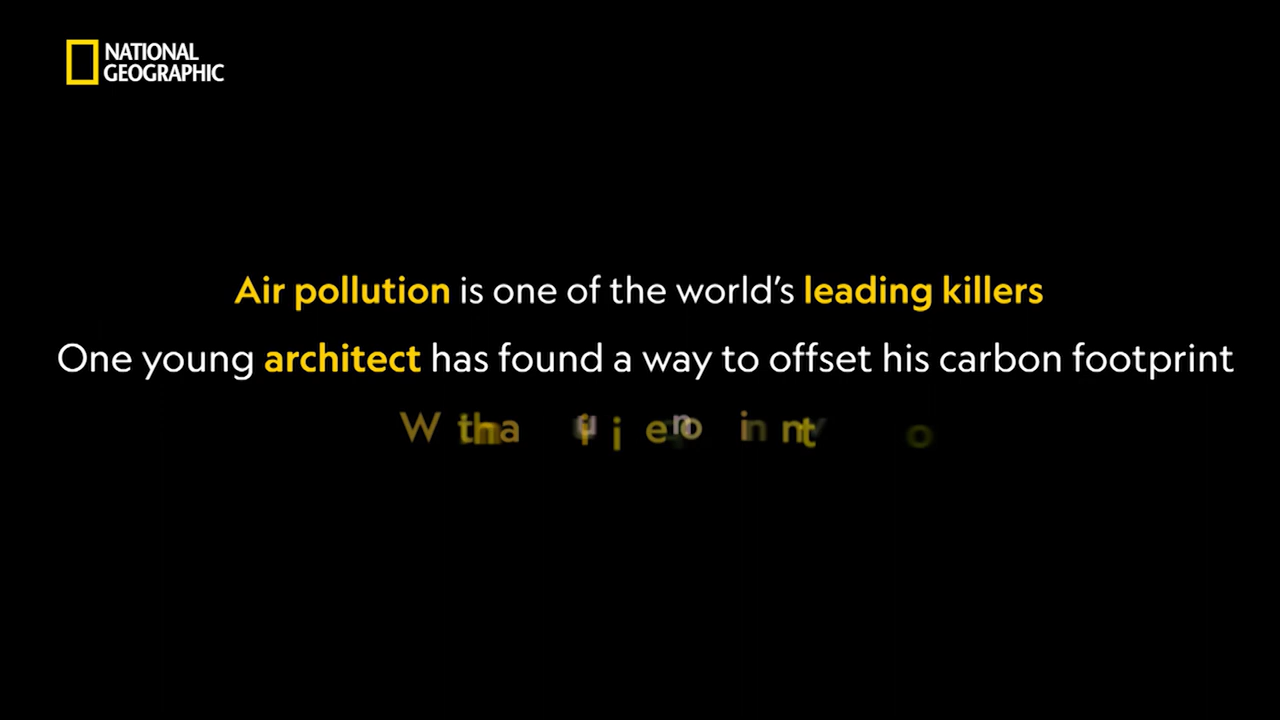 NATIONAL
GEOGRAPHIC
Air pollution is one of the world's leading killers
One young architect has found a way to offset his carbon footprint